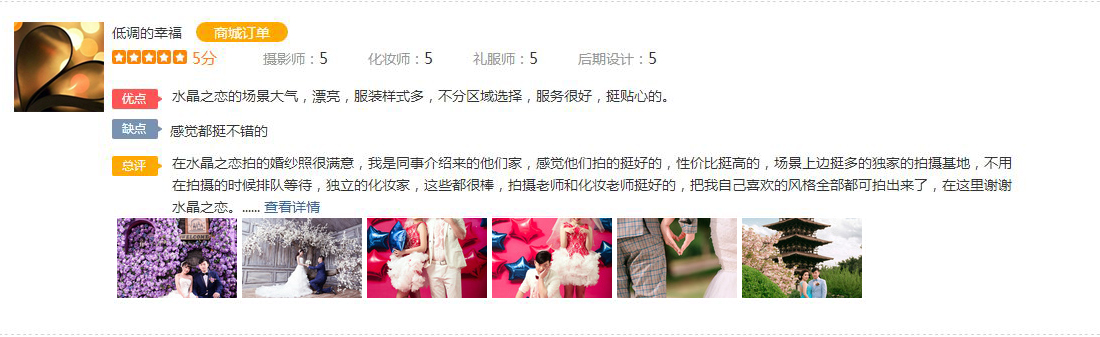 低调的幸福 商城订单
5分 摄影师：5 化妆师：5 礼服师：5 后期设计：5
优点 水晶之恋的场景大气，漂亮，服装样式多，不分区域选择，服务很好，挺贴心的。
缺点 感觉都挺不错的
总评 在水晶之恋拍的婚纱照很满意，我是同事介绍来的他们家，感觉他们拍的挺好的，性价比挺高的，场景上边挺多的独家的拍摄基地，不用
在拍摄的时候排队等待，独立的化妆家，这些都很棒，拍摄老师和化妆老师挺好的，把我自己喜欢的风格全部都可拍出来了，在这里谢谢
水晶之恋。...... 查看详情
WELCOME